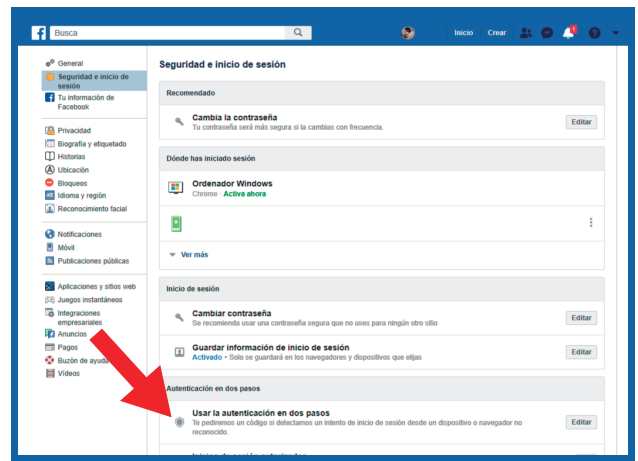 f
Busca
Inicio
Crear
General
Seguridad e inicio de
sesión
Tu información de
Facebook
Privacidad
Biografía y etiquetado
Historias
Ubicación
Bloqueos
Idioma y región
Reconocimiento facial
Notificaciones
Móvil
Publicaciones públicas
Aplicaciones y sitios web
Juegos instantáneos
Integraciones
empresariales
Anuncios
Pagos
Buzón de ayuda
Vídeos
Seguridad e inicio de sesión
Recomendado
Cambia la contraseña
Tu contraseña será más segura si la cambias con frecuencia.
Editar
Dónde has iniciado sesión
Ordenador Windows
Chrome · Activa ahora
Ver más
Inicio de sesión
Cambiar contraseña
Se recomienda usar una contraseña segura que no uses para ningún otro sitio
Editar
Guardar información de inicio de sesión
Activado • Solo se guardará en los navegadores y dispositivos que elijas
Editar
Autenticación en dos pasos
Usar la autenticación en dos pasos
Te pediremos un código si detectamos un intento de inicio de sesión desde un dispositivo o navegador no
reconocido.
Editar